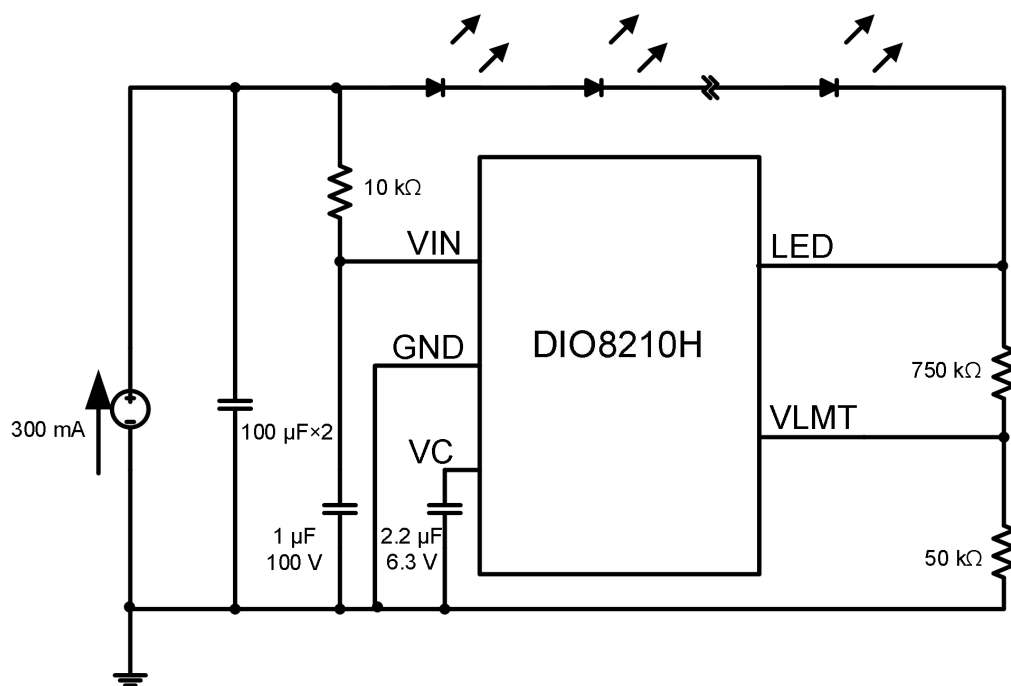 10 kΩ
VIN
LED
GND
DIO8210H
750 kΩ
300 mA
100 µF×2
VC
VLMT
1 µF
100 V
2.2 µF
6.3 V
50 kΩ